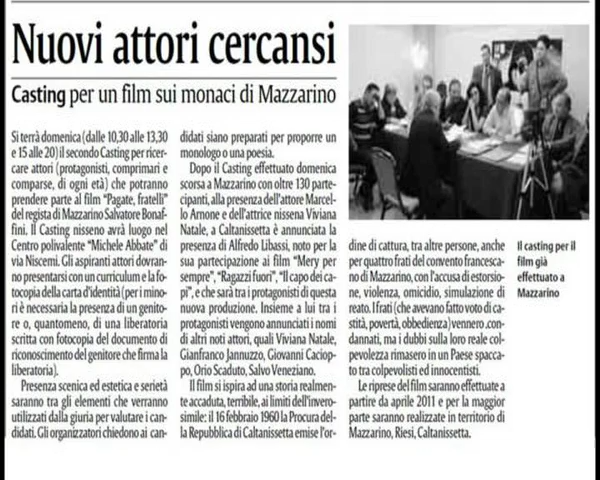 Nuovi attori cercansi
Casting per un film sui monaci di Mazzarino
Si terrà domenica (dalle 10,30 alle 13,30
e 15 alle 20) il secondo Casting per ricer-
care attori (protagonisti, comprimari e
comparse, di ogni età) che potranno
prendere parte al film "Pagate, fratelli"
del regista di Mazzarino Salvatore Bonaf-
fini. Il Casting nisseno avrà luogo nel
Centro polivalente "Michele Abbate" di
via Niscemi. Gli aspiranti attori dovran-
no presentarsi con un curriculum e la fo-
tocopia della carta d'identità (per i mino-
ri è necessaria la presenza di un genito-
re o, quantomeno, di una liberatoria
scritta con fotocopia del documento di
riconoscimento del genitore che firma la
liberatoria).
Presenza scenica ed estetica e serietà
saranno tra gli elementi che verranno
utilizzati dalla giuria per valutare i can-
didati. Gli organizzatori chiedono ai can-
didati siano preparati per proporre un
monologo o una poesia.
Dopo il Casting effettuato domenica
scorsa a Mazzarino con oltre 130 parte-
cipanti, alla presenza dell'attore Marcel-
lo Arnone e dell'attrice nissena Viviana
Natale, a Caltanissetta è annunciata la
presenza di Alfredo Libassi, noto per la
sua partecipazione ai film "Mery per
sempre", "Ragazzi fuori", "Il capo dei ca-
pi", e che sarà tra i protagonisti di questa
nuova produzione. Insieme a lui tra i
protagonisti vengono annunciati i nomi
di altri noti attori, quali Viviana Natale,
Gianfranco Jannuzzo, Giovanni Caciop-
po, Orio Scaduto, Salvo Veneziano.
Il film si ispira ad una storia realmen-
te accaduta, terribile, ai limiti dell'invero-
simile: il 16 febbraio 1960 la Procura del-
la Repubblica di Caltanissetta emise l'or-
dine di cattura, tra altre persone, anche
per quattro frati del convento francesca-
no di Mazzarino, con l'accusa di estorsio-
ne, violenza, omicidio, simulazione di
reato. I frati (che avevano fatto voto di ca-
stità, povertà, obbedienza) vennero .con-
dannati, ma i dubbi sulla loro reale col-
pevolezza rimasero in un Paese spacca-
to tra colpevolisti ed innocentisti.
Le riprese del film saranno effettuate a
partire da aprile 2011 e per la maggior
parte saranno realizzate in territorio di
Mazzarino, Riesi, Caltanissetta.
Il casting per il
film già
effettuato a
Mazzarino